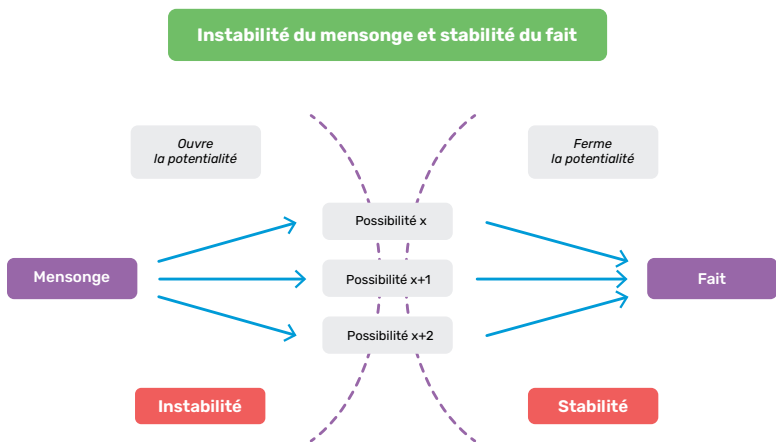 Instabilité du mensonge et stabilité du fait
Ouvre
la potentialité
Ferme
la potentialité
Possibilité x
Mensonge
Possibilité x+1
Fait
Possibilité x+2
Instabilité
Stabilité